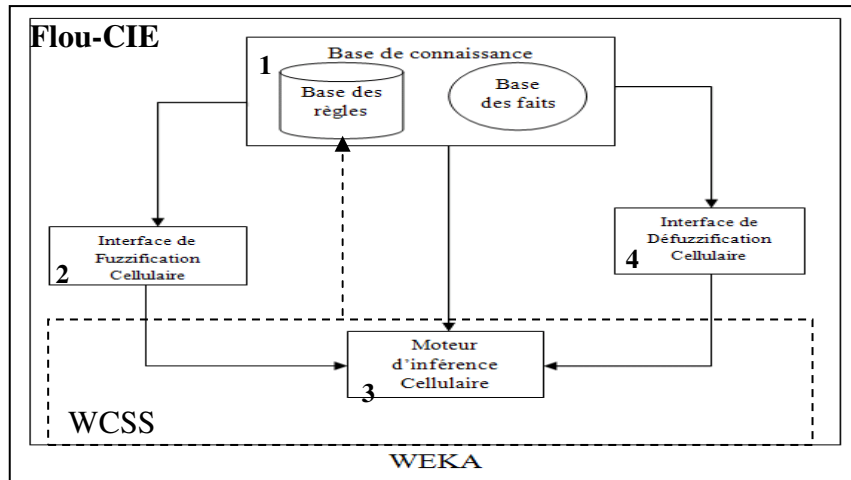 Flou-CIE
1
Base de connaissance
Base des
règles
Base
des faits
Interface de
Fuzzification
Cellulaire
2
Interface de
Défuzzification
Cellulaire
4
Moteur
d'inférence
Cellulaire
3
WCSS
WEKA